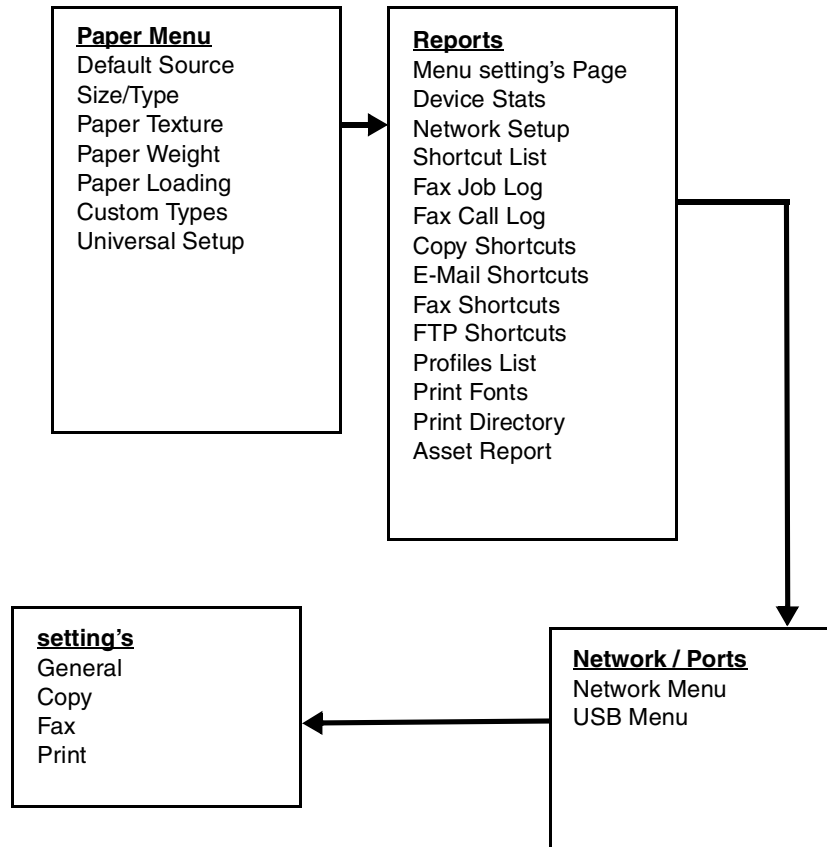 Paper Menu
Default Source
Size/Type
Paper Texture
Paper Weight
Paper Loading
Custom Types
Universal Setup
Reports
Menu setting’s Page
Device Stats
Network Setup
Shortcut List
Fax Job Log
Fax Call Log
Copy Shortcuts
E-Mail Shortcuts
Fax Shortcuts
FTP Shortcuts
Profiles List
Print Fonts
Print Directory
Asset Report
setting’s
General
Copy
Fax
Print
Network / Ports
Network Menu
USB Menu